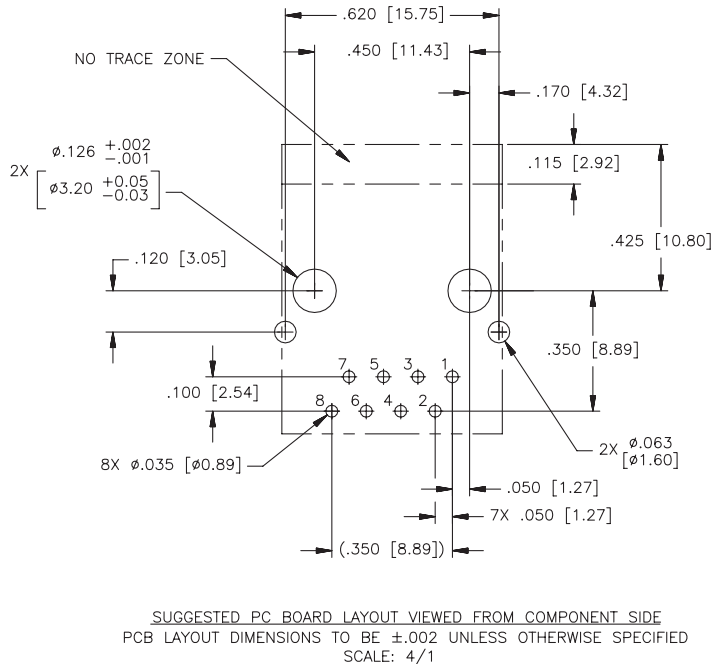 .620 [15.75]
.450 [11.43]
NO TRACE ZONE
.170 [4.32]
2X ø.126 +.002 -.001
[ø3.20 +0.05 -0.03]
.115 [2.92]
.425 [10.80]
.120 [3.05]
.350 [8.89]
7 5 3 1
.100 [2.54]
8 6 4 2
8X ø.035 [ø0.89]
2X ø.063
[ø1.60]
.050 [1.27]
7X .050 [1.27]
(.350 [8.89])
SUGGESTED PC BOARD LAYOUT VIEWED FROM COMPONENT SIDE
PCB LAYOUT DIMENSIONS TO BE ±.002 UNLESS OTHERWISE SPECIFIED
SCALE: 4/1